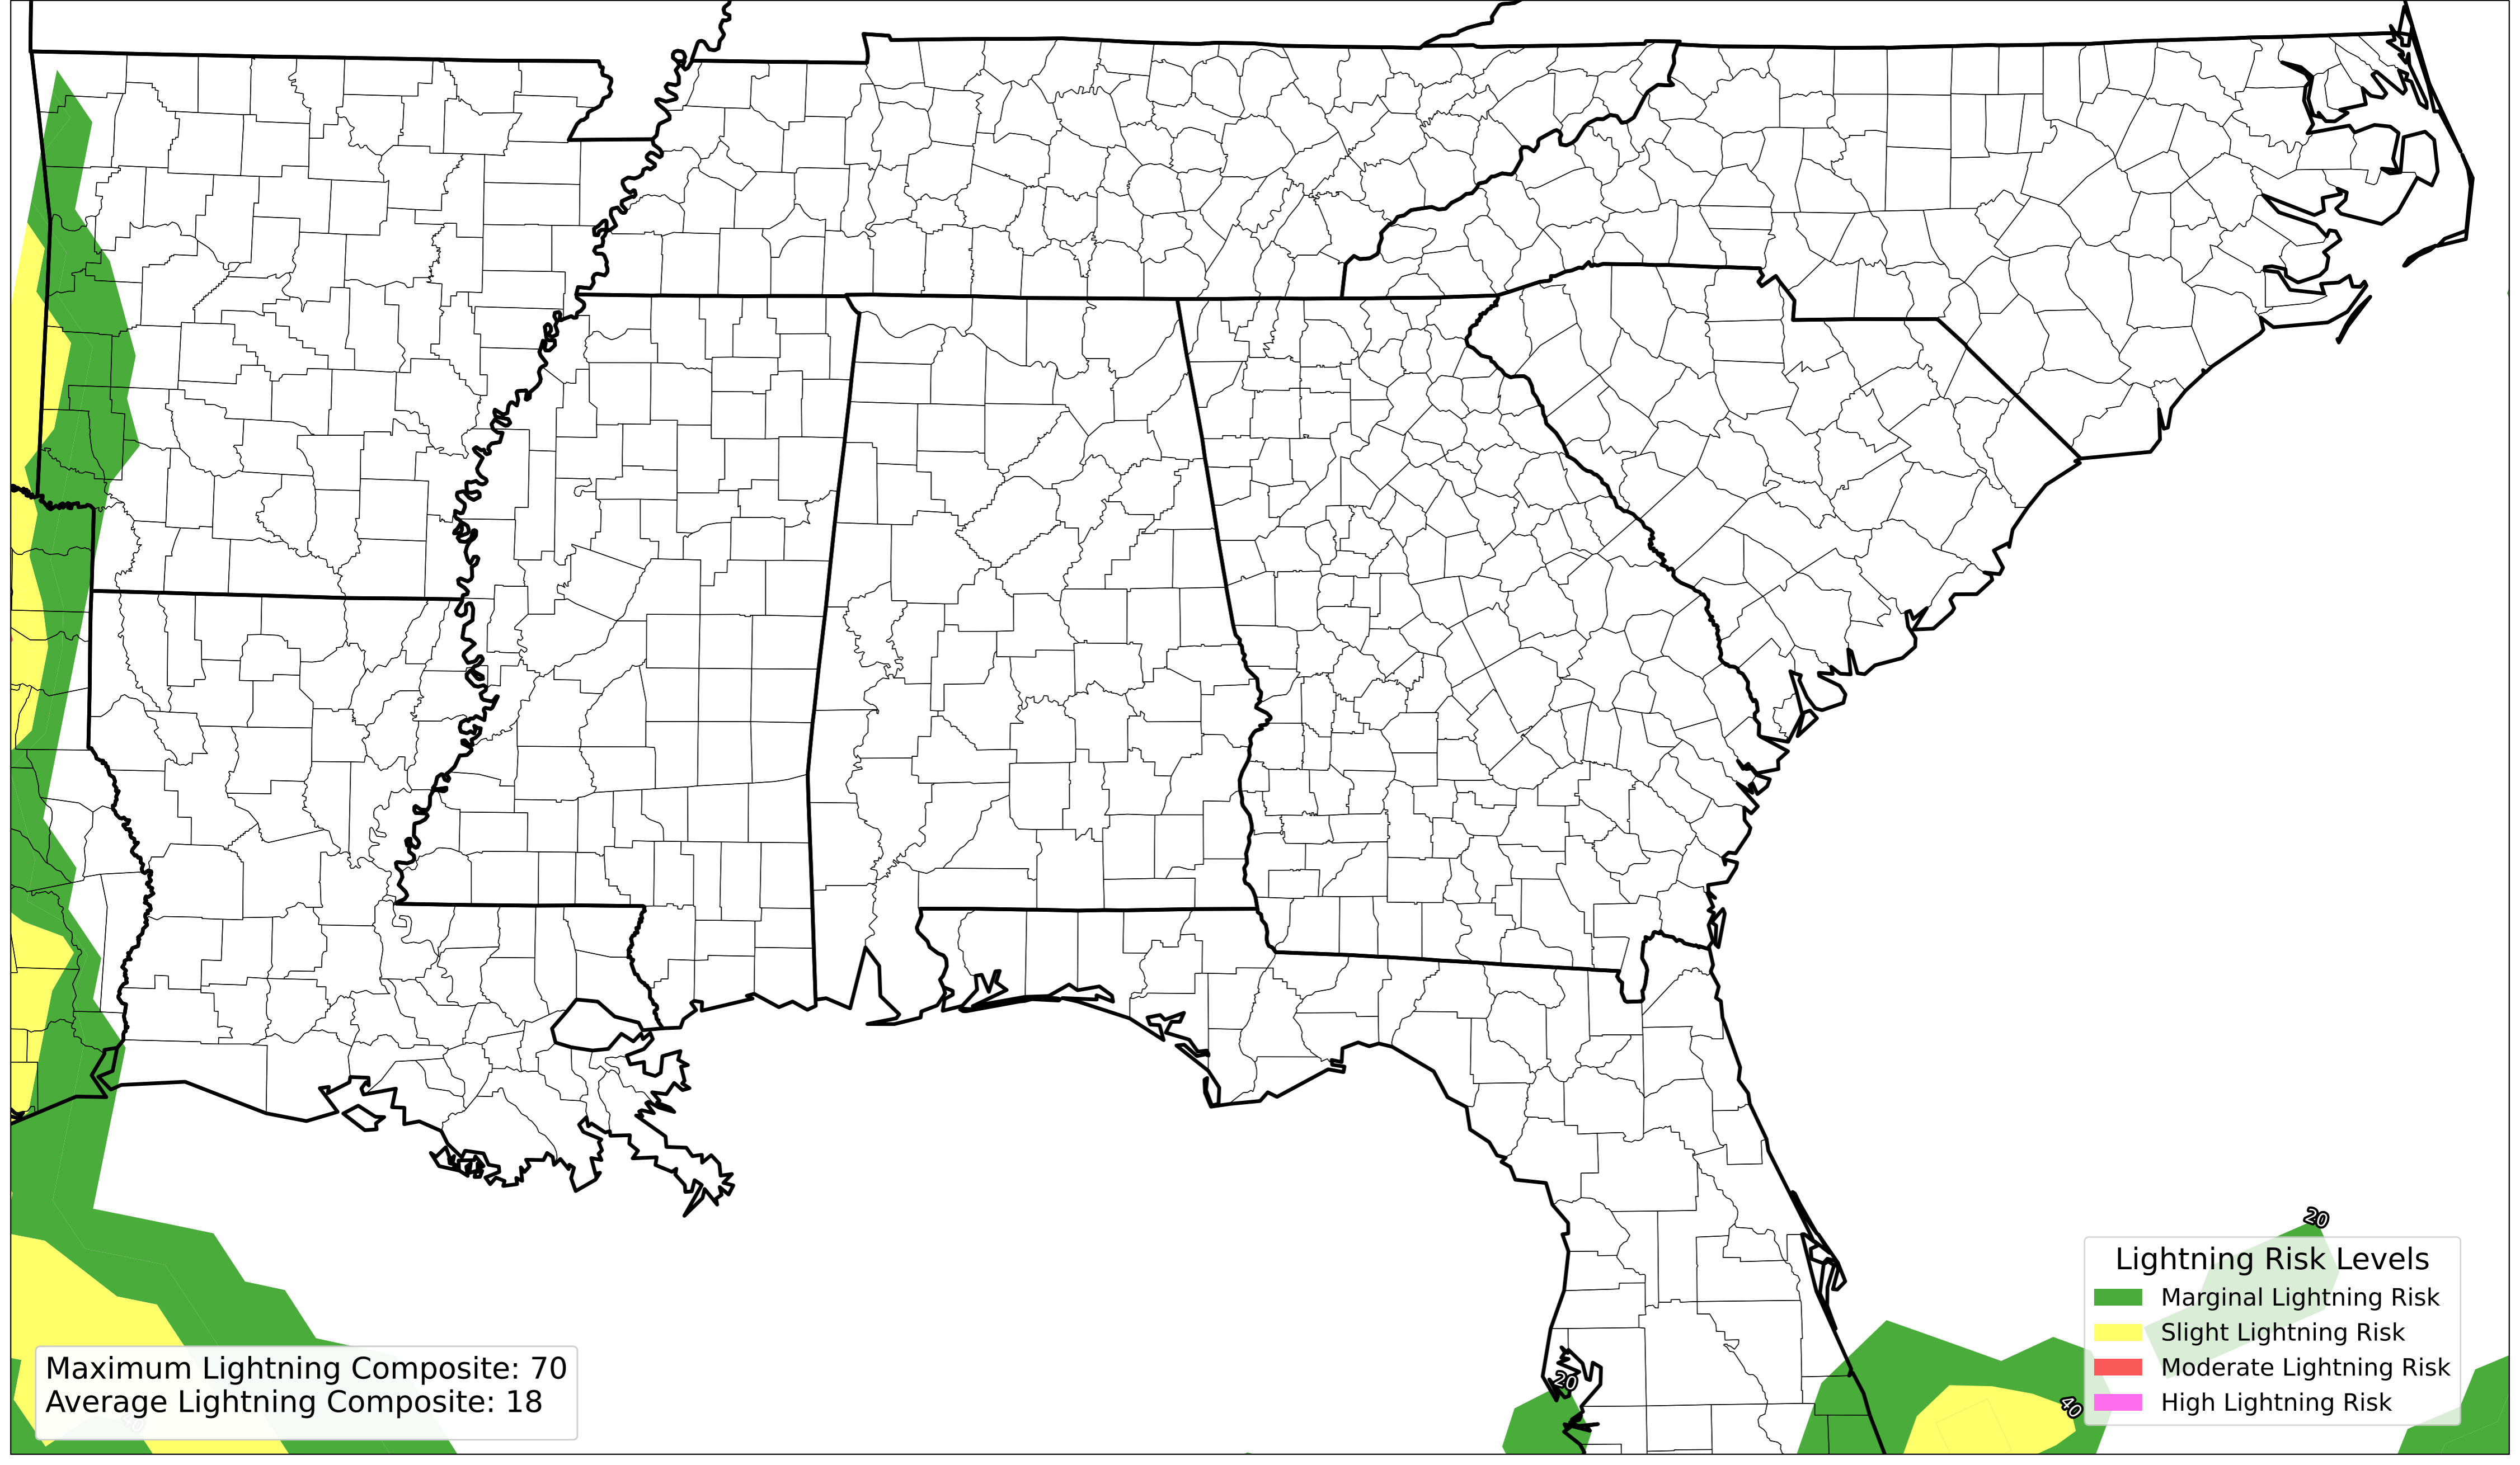 20
Lightning Risk Levels
Marginal Lightning Risk
Slight Lightning Risk
Moderate Lightning Risk
High Lightning Risk
Maximum Lightning Composite: 70
Average Lightning Composite: 18
20
40